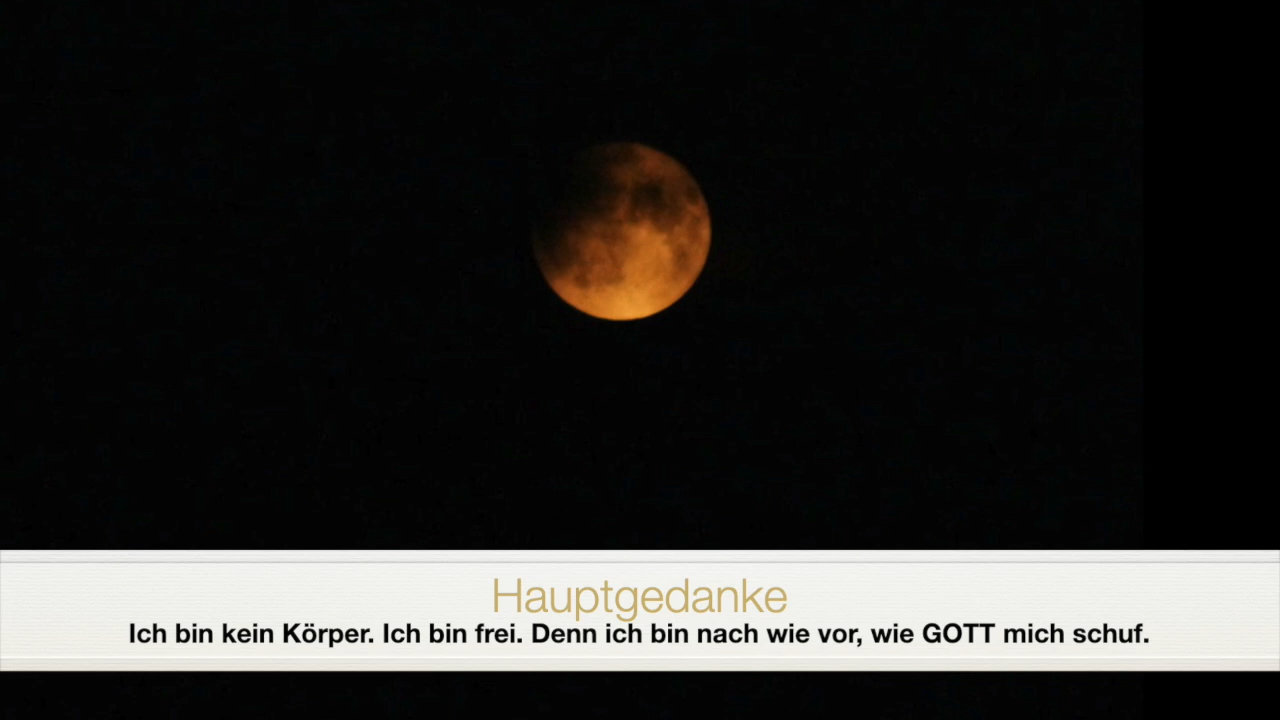 Hauptgedanke
Ich bin kein Körper. Ich bin frei. Denn ich bin nach wie vor, wie GOTT mich schuf.